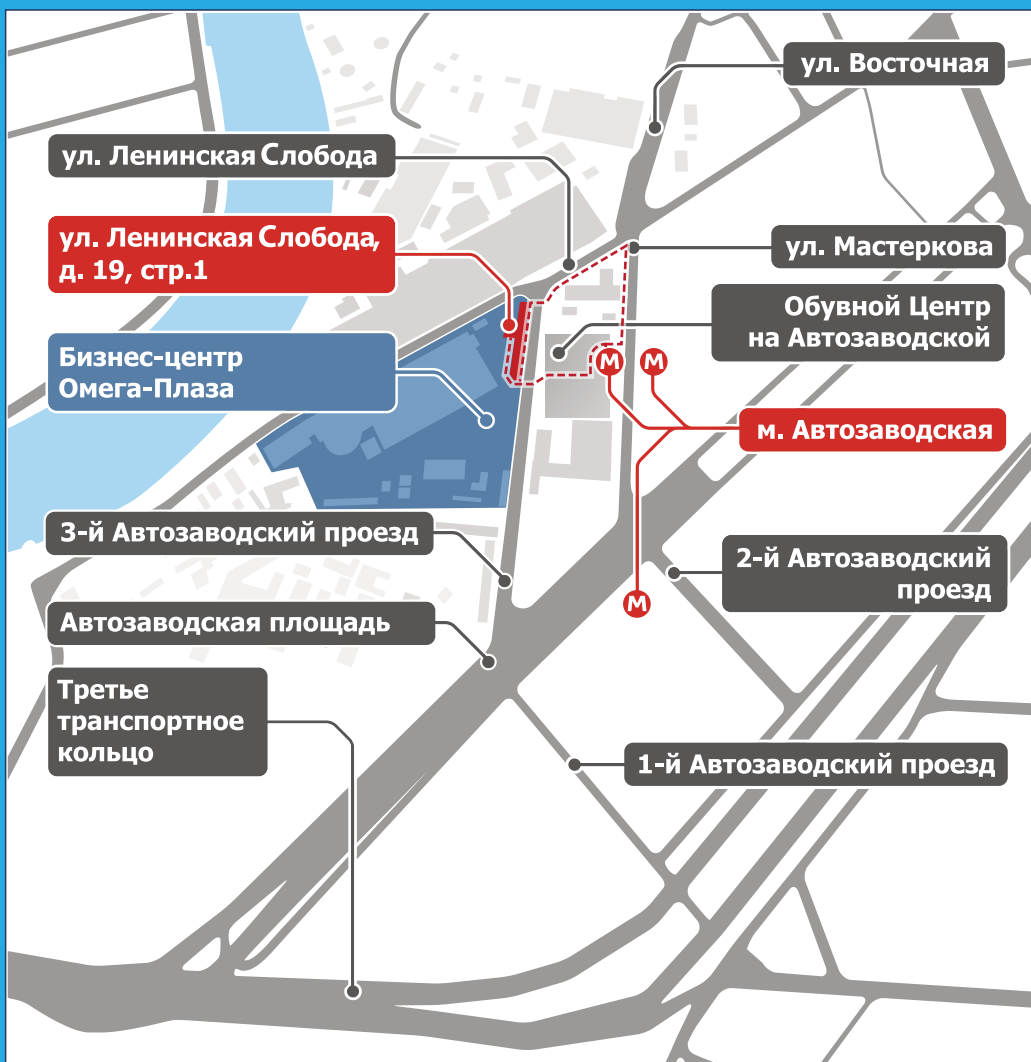 ул. Восточная
ул. Ленинская Слобода
ул. Ленинская Слобода,
д. 19, стр.1
ул. Мастеркова
Обувной Центр
на Автозаводской
Бизнес-центр
Омега-Плаза
М
М
м. Автозаводская
3-й Автозаводский проезд
2-й Автозаводский
проезд
М
Автозаводская площадь
Третье
транспортное
кольцо
1-й Автозаводский проезд